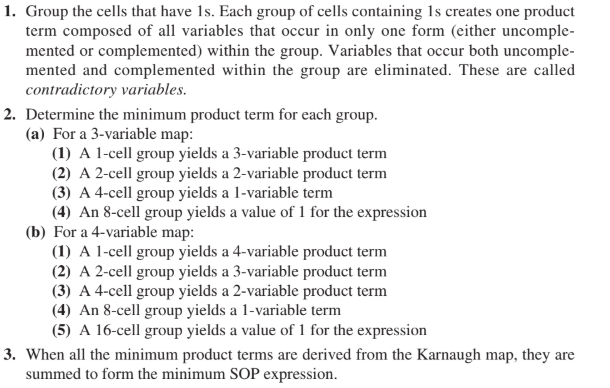 1. Group the cells that have 1s. Each group of cells containing 1s creates one product
term composed of all variables that occur in only one form (either uncomple-
mented or complemented) within the group. Variables that occur both uncomple-
mented and complemented within the group are eliminated. These are called
contradictory variables.
2. Determine the minimum product term for each group.
(a) For a 3-variable map:
(1) A 1-cell group yields a 3-variable product term
(2) A 2-cell group yields a 2-variable product term
(3) A 4-cell group yields a 1-variable term
(4) An 8-cell group yields a value of 1 for the expression
(b) For a 4-variable map:
(1) A 1-cell group yields a 4-variable product term
(2) A 2-cell group yields a 3-variable product term
(3) A 4-cell group yields a 2-variable product term
(4) An 8-cell group yields a 1-variable term
(5) A 16-cell group yields a value of 1 for the expression
3. When all the minimum product terms are derived from the Karnaugh map, they are
summed to form the minimum SOP expression.